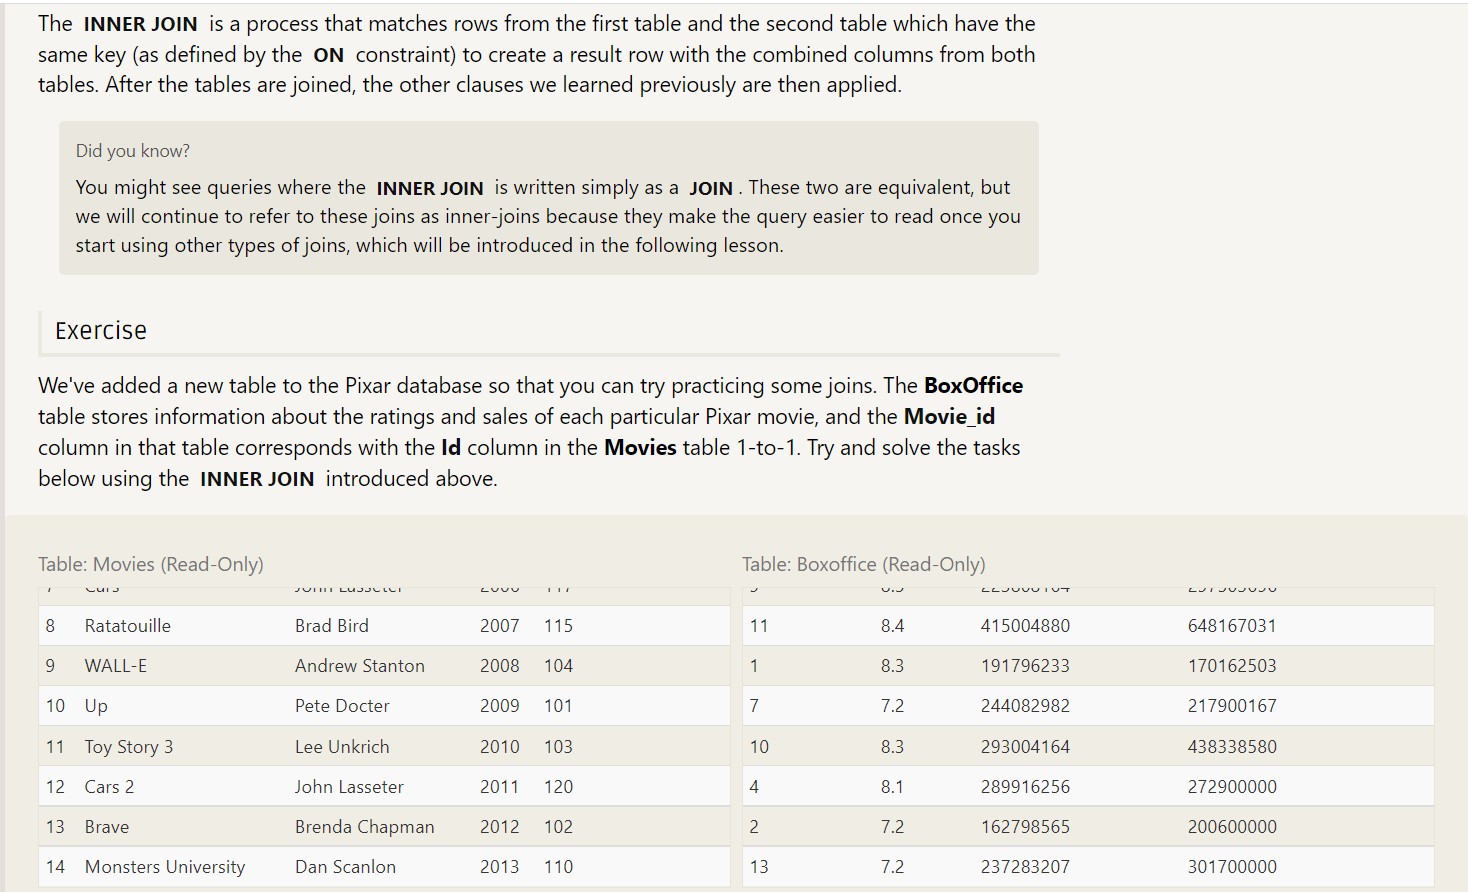 The INNER JOIN is a process that matches rows from the first table and the second table which have the
same key (as defined by the ON constraint) to create a result row with the combined columns from both
tables. After the tables are joined, the other clauses we learned previously are then applied.
Did you know?
You might see queries where the INNER JOIN is written simply as a JOIN. These two are equivalent, but
we will continue to refer to these joins as inner-joins because they make the query easier to read once you
start using other types of joins, which will be introduced in the following lesson.
Exercise
We've added a new table to the Pixar database so that you can try practicing some joins. The BoxOffice
table stores information about the ratings and sales of each particular Pixar movie, and the Movie_id
column in that table corresponds with the Id column in the Movies table 1-to-1. Try and solve the tasks
below using the INNER JOIN introduced above.
Table: Movies (Read-Only)
8 Ratatouille Brad Bird 2007 115
9 WALL-E Andrew Stanton 2008 104
10 Up Pete Docter 2009 101
11 Toy Story 3 Lee Unkrich 2010 103
12 Cars 2 John Lasseter 2011 120
13 Brave Brenda Chapman 2012 102
14 Monsters University Dan Scanlon 2013 110
Table: Boxoffice (Read-Only)
11 8.4 415004880 648167031
1 8.3 191796233 170162503
7 7.2 244082982 217900167
10 8.3 293004164 438338580
4 8.1 289916256 272900000
2 7.2 162798565 200600000
13 7.2 237283207 301700000